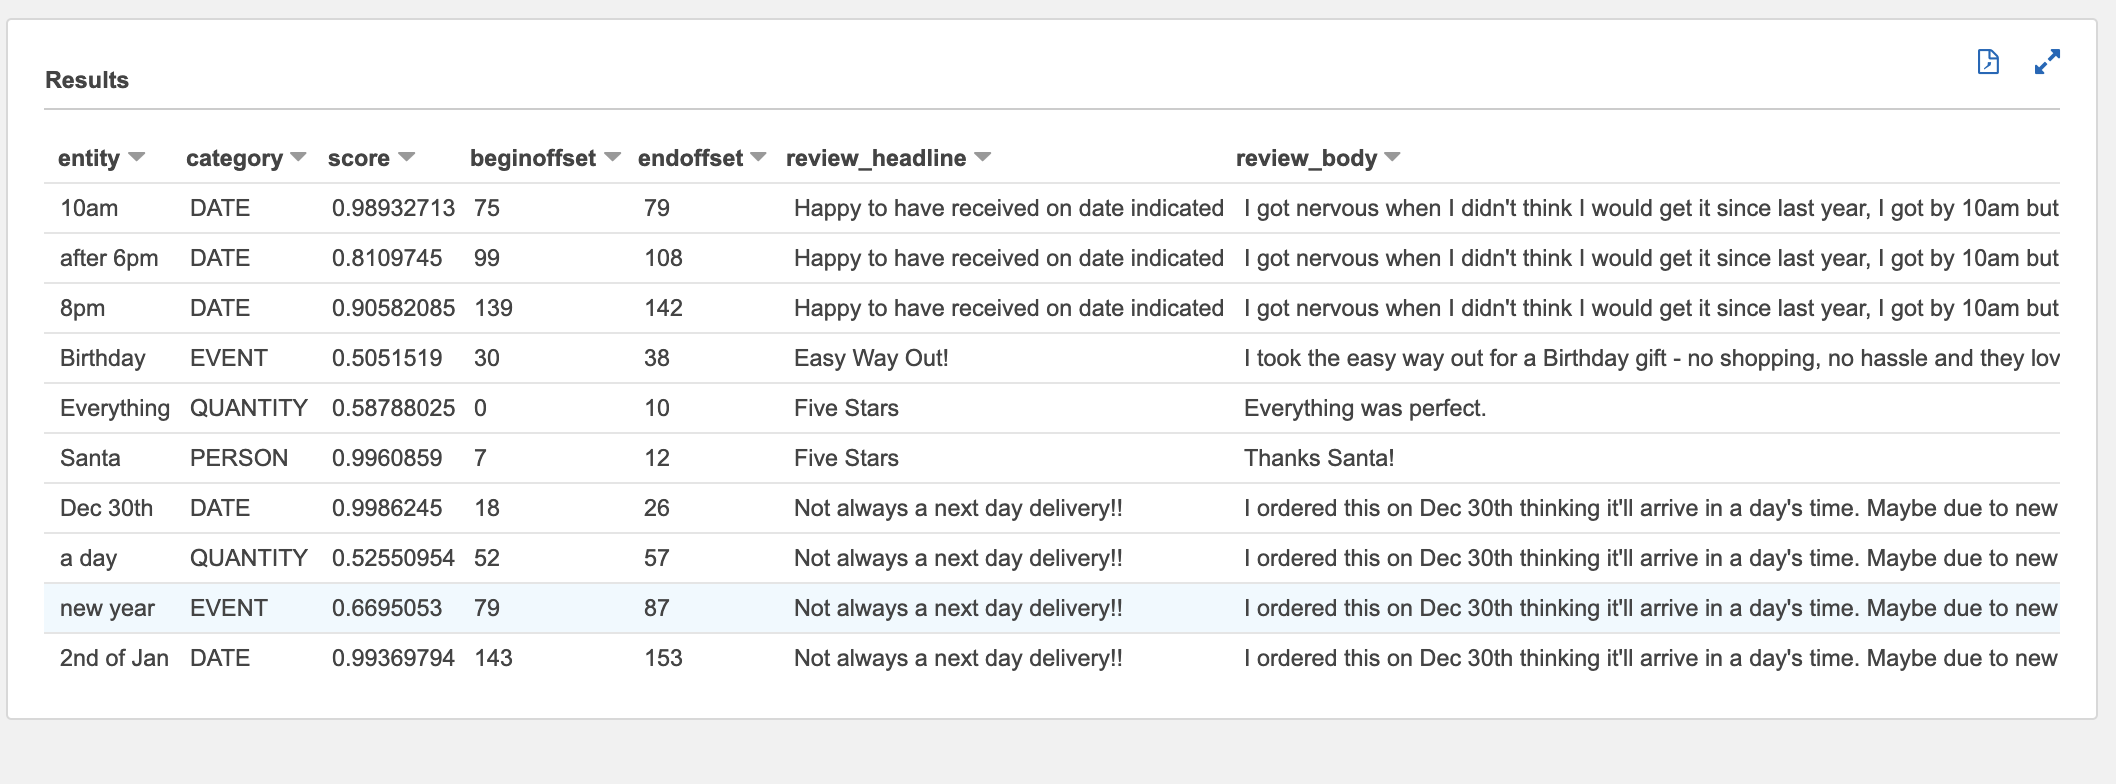 Results
entity category score beginoffset endoffset review_headline review_body
10am DATE 0.98932713 75 79 Happy to have received on date indicated I got nervous when I didn't think I would get it since last year, I got by 10am but
after 6pm DATE 0.8109745 99 108 Happy to have received on date indicated I got nervous when I didn't think I would get it since last year, I got by 10am but
8pm DATE 0.90582085 139 142 Happy to have received on date indicated I got nervous when I didn't think I would get it since last year, I got by 10am but
Birthday EVENT 0.5051519 30 38 Easy Way Out! I took the easy way out for a Birthday gift - no shopping, no hassle and they lov
Everything QUANTITY 0.58788025 0 10 Five Stars Everything was perfect.
Santa PERSON 0.9960859 7 12 Five Stars Thanks Santa!
Dec 30th DATE 0.9986245 18 26 Not always a next day delivery!! I ordered this on Dec 30th thinking it'll arrive in a day's time. Maybe due to new
a day QUANTITY 0.52550954 52 57 Not always a next day delivery!! I ordered this on Dec 30th thinking it'll arrive in a day's time. Maybe due to new
new year EVENT 0.6695053 79 87 Not always a next day delivery!! I ordered this on Dec 30th thinking it'll arrive in a day's time. Maybe due to new
2nd of Jan DATE 0.99369794 143 153 Not always a next day delivery!! I ordered this on Dec 30th thinking it'll arrive in a day's time. Maybe due to new